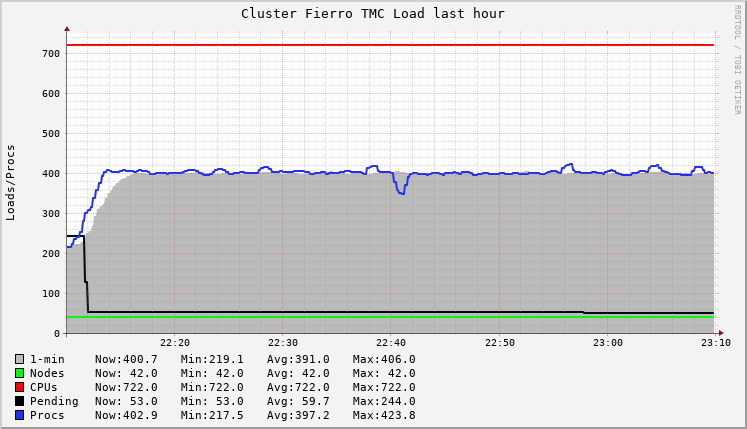 Cluster Fierro TMC Load last hour
RRDTOOL / TOBI OETIKER
Loads/Procs
700
600
500
400
300
200
100
0
22:20 22:30 22:40 22:50 23:00 23:10
1-min Now:400.7 Min:219.1 Avg:391.0 Max:406.0
Nodes Now: 42.0 Min: 42.0 Avg: 42.0 Max: 42.0
CPUs Now:722.0 Min:722.0 Avg:722.0 Max:722.0
Pending Now: 53.0 Min: 53.0 Avg: 59.7 Max:244.0
Procs Now:402.9 Min:217.5 Avg:397.2 Max:423.8